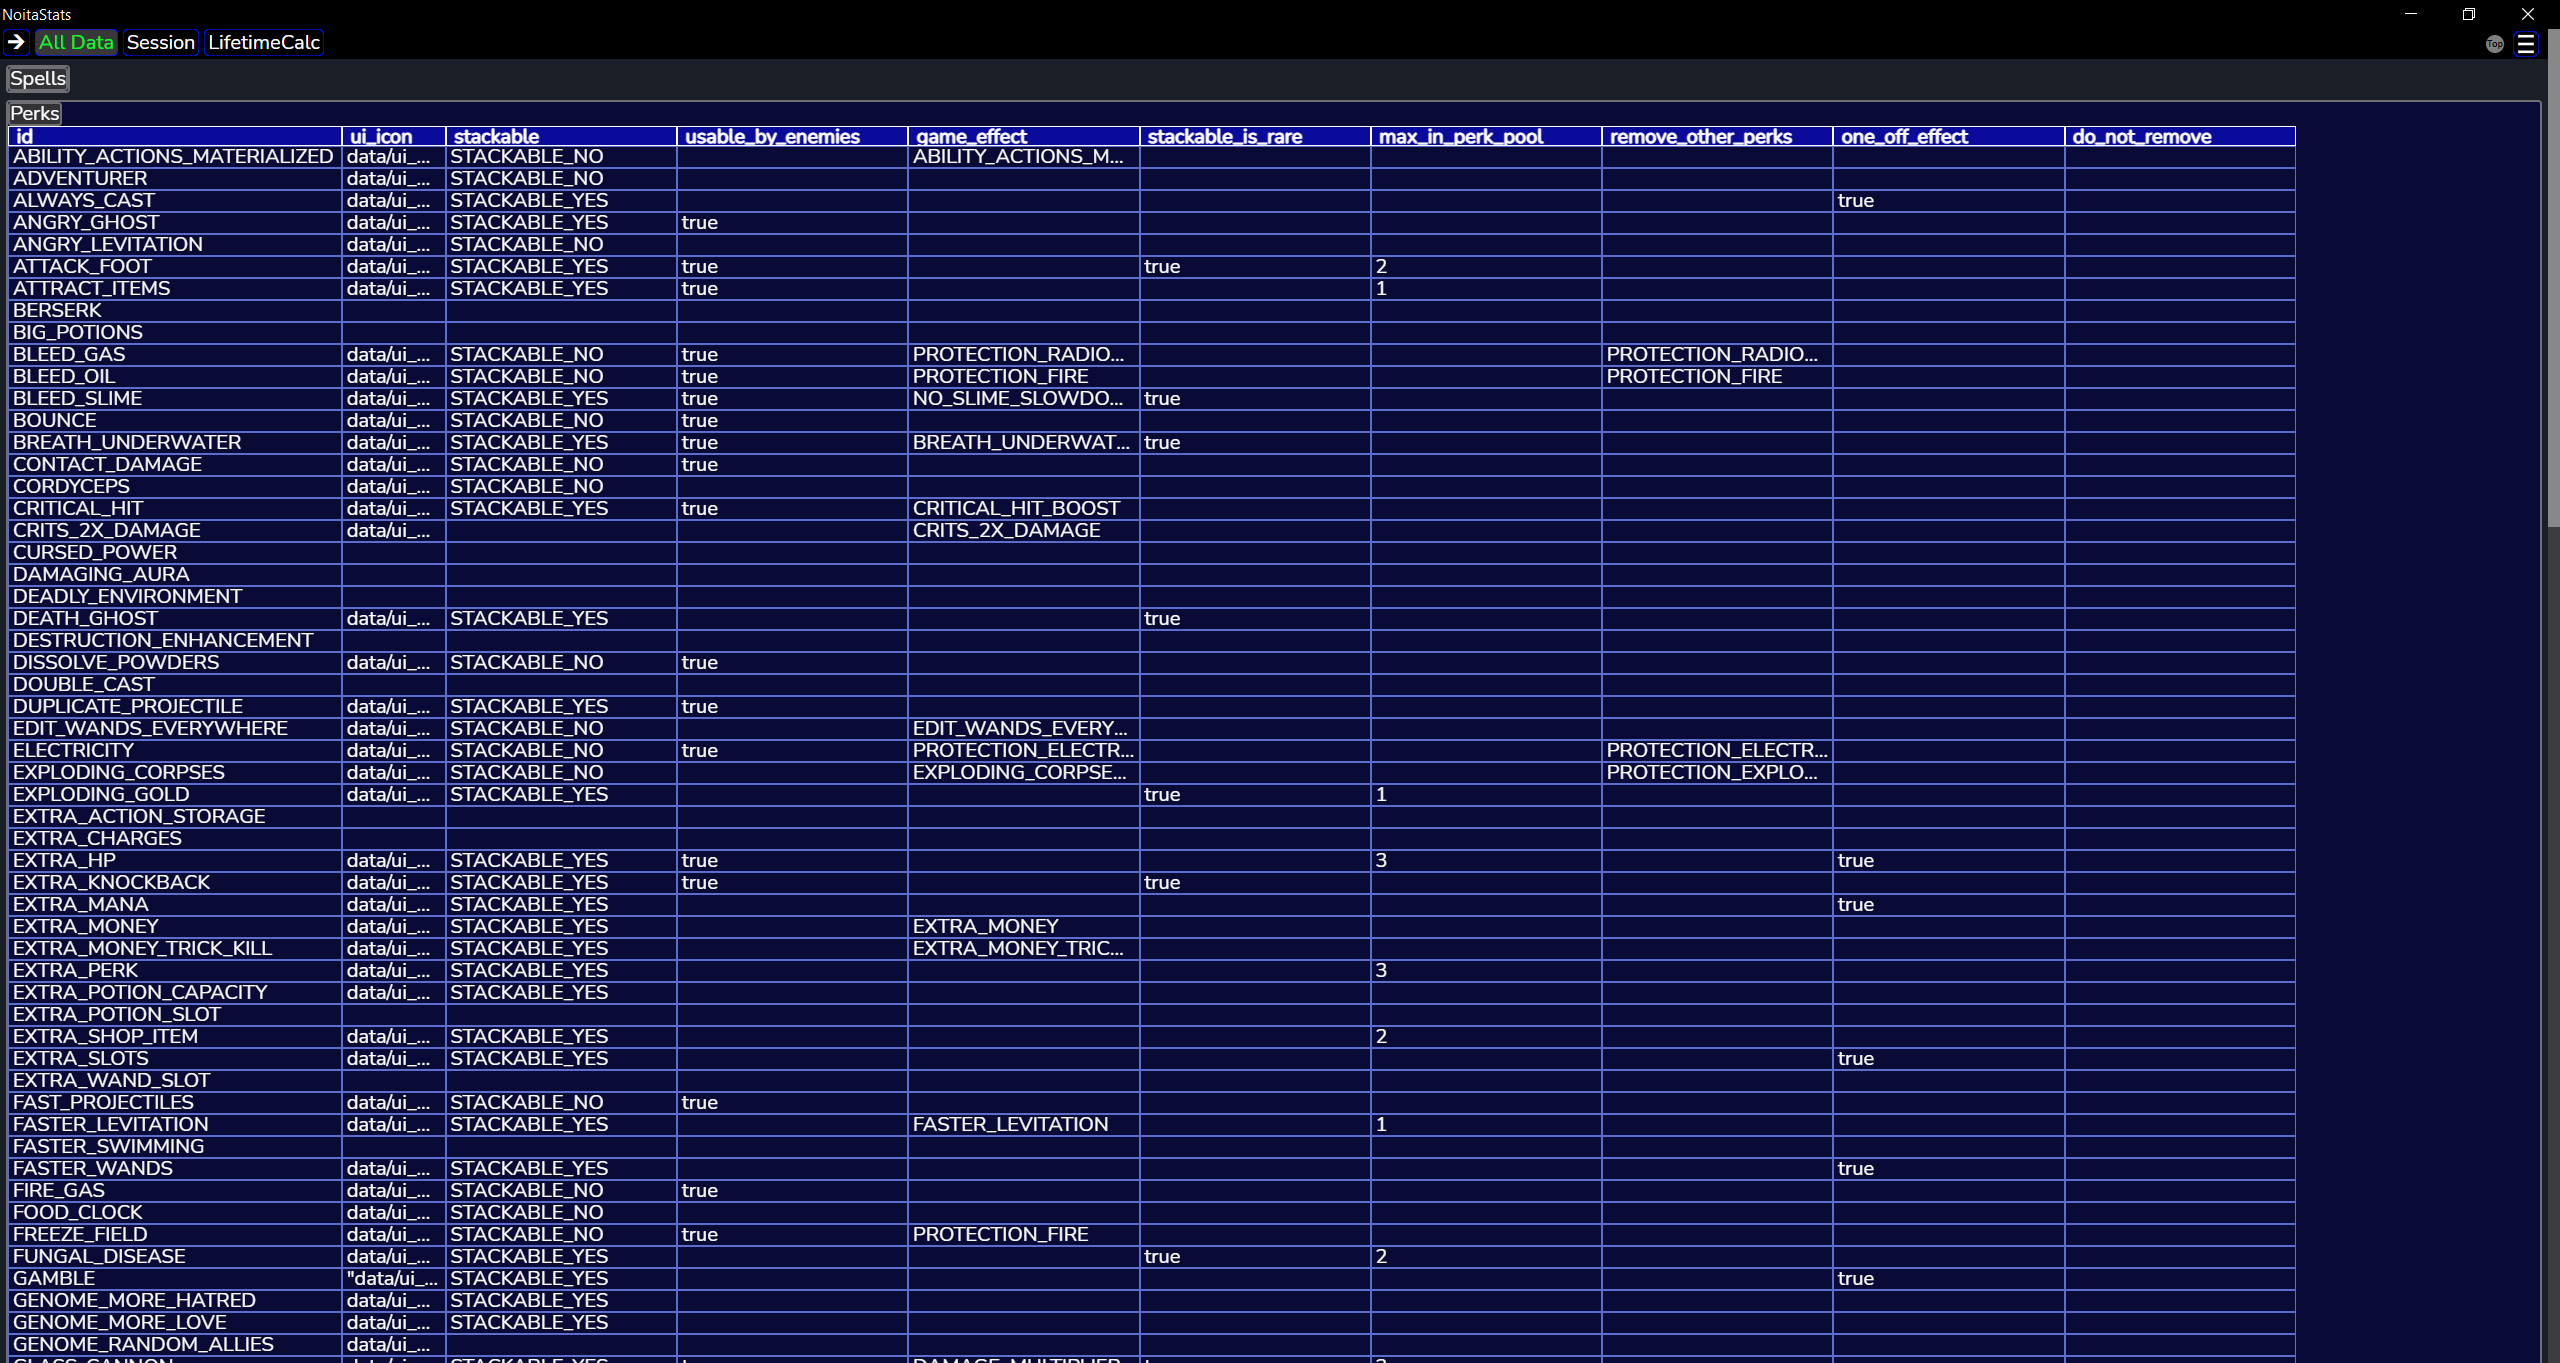 NoitaStats
→ All Data Session LifetimeCalc Top
Spells
Perks
id ui_icon stackable usable_by_enemies game_effect stackable_is_rare max_in_perk_pool remove_other_perks one_off_effect do_not_remove
ABILITY_ACTIONS_MATERIALIZED data/ui_... STACKABLE_NO ABILITY_ACTIONS_M...
ADVENTURER data/ui_... STACKABLE_NO
ALWAYS_CAST data/ui_... STACKABLE_YES true
ANGRY_GHOST data/ui_... STACKABLE_YES true
ANGRY_LEVITATION data/ui_... STACKABLE_NO
ATTACK_FOOT data/ui_... STACKABLE_YES true true 2
ATTRACT_ITEMS data/ui_... STACKABLE_YES true 1
BERSERK
BIG_POTIONS
BLEED_GAS data/ui_... STACKABLE_NO true PROTECTION_RADIO... PROTECTION_RADIO...
BLEED_OIL data/ui_... STACKABLE_NO true PROTECTION_FIRE PROTECTION_FIRE
BLEED_SLIME data/ui_... STACKABLE_YES true NO_SLIME_SLOWDO... true
BOUNCE data/ui_... STACKABLE_NO true
BREATH_UNDERWATER data/ui_... STACKABLE_YES true BREATH_UNDERWAT... true
CONTACT_DAMAGE data/ui_... STACKABLE_NO true
CORDYCEPS data/ui_... STACKABLE_NO
CRITICAL_HIT data/ui_... STACKABLE_YES true CRITICAL_HIT_BOOST
CRITS_2X_DAMAGE data/ui_... CRITS_2X_DAMAGE
CURSED_POWER
DAMAGING_AURA
DEADLY_ENVIRONMENT
DEATH_GHOST data/ui_... STACKABLE_YES true
DESTRUCTION_ENHANCEMENT
DISSOLVE_POWDERS data/ui_... STACKABLE_NO true
DOUBLE_CAST
DUPLICATE_PROJECTILE data/ui_... STACKABLE_YES true
EDIT_WANDS_EVERYWHERE data/ui_... STACKABLE_NO EDIT_WANDS_EVERY...
ELECTRICITY data/ui_... STACKABLE_NO true PROTECTION_ELECTR... PROTECTION_ELECTR...
EXPLODING_CORPSES data/ui_... STACKABLE_NO EXPLODING_CORPSE... PROTECTION_EXPLO...
EXPLODING_GOLD data/ui_... STACKABLE_YES true 1
EXTRA_ACTION_STORAGE
EXTRA_CHARGES
EXTRA_HP data/ui_... STACKABLE_YES true 3 true
EXTRA_KNOCKBACK data/ui_... STACKABLE_YES true true
EXTRA_MANA data/ui_... STACKABLE_YES true
EXTRA_MONEY data/ui_... STACKABLE_YES EXTRA_MONEY
EXTRA_MONEY_TRICK_KILL data/ui_... STACKABLE_YES EXTRA_MONEY_TRIC...
EXTRA_PERK data/ui_... STACKABLE_YES 3
EXTRA_POTION_CAPACITY data/ui_... STACKABLE_YES
EXTRA_POTION_SLOT
EXTRA_SHOP_ITEM data/ui_... STACKABLE_YES 2
EXTRA_SLOTS data/ui_... STACKABLE_YES true
EXTRA_WAND_SLOT
FAST_PROJECTILES data/ui_... STACKABLE_NO true
FASTER_LEVITATION data/ui_... STACKABLE_YES FASTER_LEVITATION 1
FASTER_SWIMMING
FASTER_WANDS data/ui_... STACKABLE_YES true
FIRE_GAS data/ui_... STACKABLE_NO true
FOOD_CLOCK data/ui_... STACKABLE_NO
FREEZE_FIELD data/ui_... STACKABLE_NO true PROTECTION_FIRE
FUNGAL_DISEASE data/ui_... STACKABLE_YES true 2
GAMBLE "data/ui_... STACKABLE_YES true
GENOME_MORE_HATRED data/ui_... STACKABLE_YES
GENOME_MORE_LOVE data/ui_... STACKABLE_YES
GENOME_RANDOM_ALLIES data/ui_...